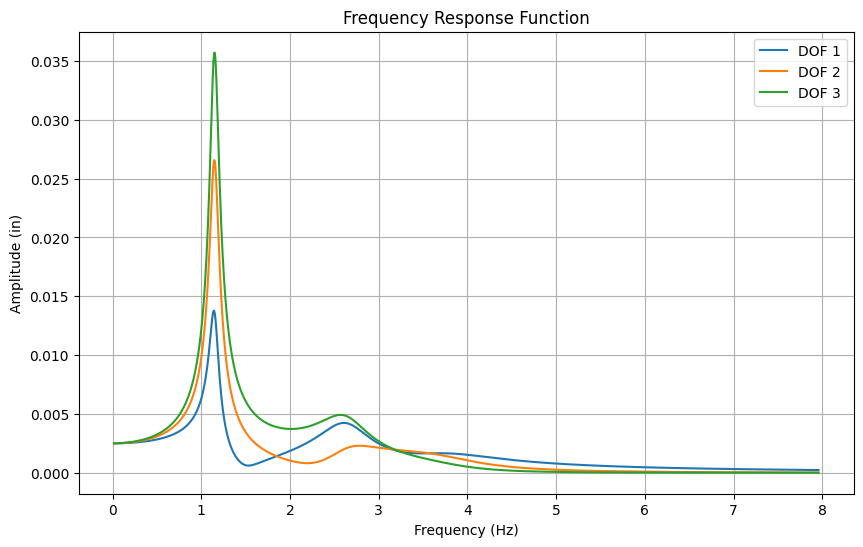 Frequency Response Function
DOF 1
DOF 2
DOF 3
Amplitude (in)
0.035
0.030
0.025
0.020
0.015
0.010
0.005
0.000
0 1 2 3 4 5 6 7 8
Frequency (Hz)